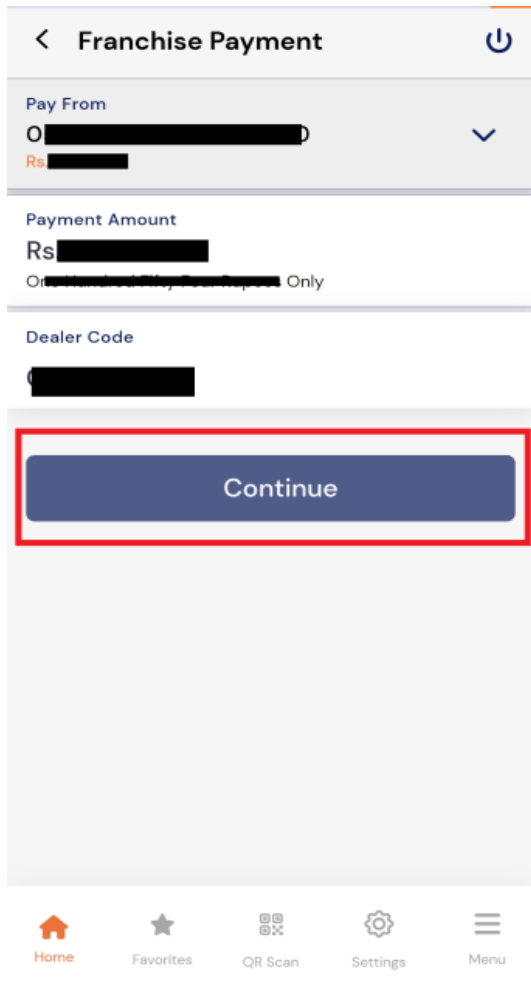 Franchise Payment
Pay From
Rs.
Payment Amount
Rs
Only
Dealer Code
Continue
Home
Favorites
QR Scan
Settings
Menu